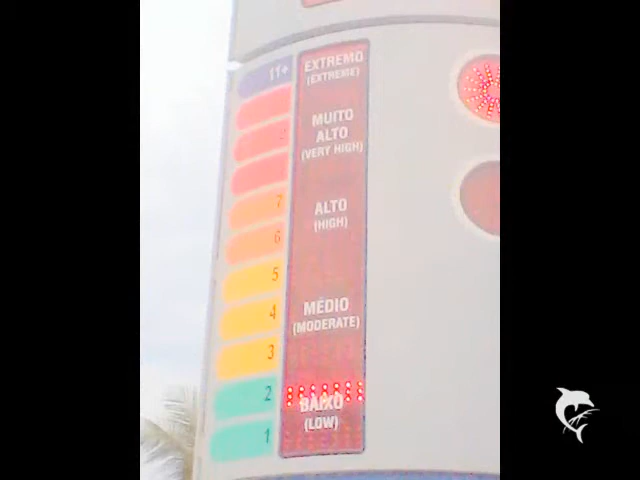 11+
EXTREMO
(EXTREME)
MUITO
ALTO
(VERY HIGH)
7
ALTO
(HIGH)
6
5
4
MÉDIO
(MODERATE)
3
2
BAIXO
(LOW)
1